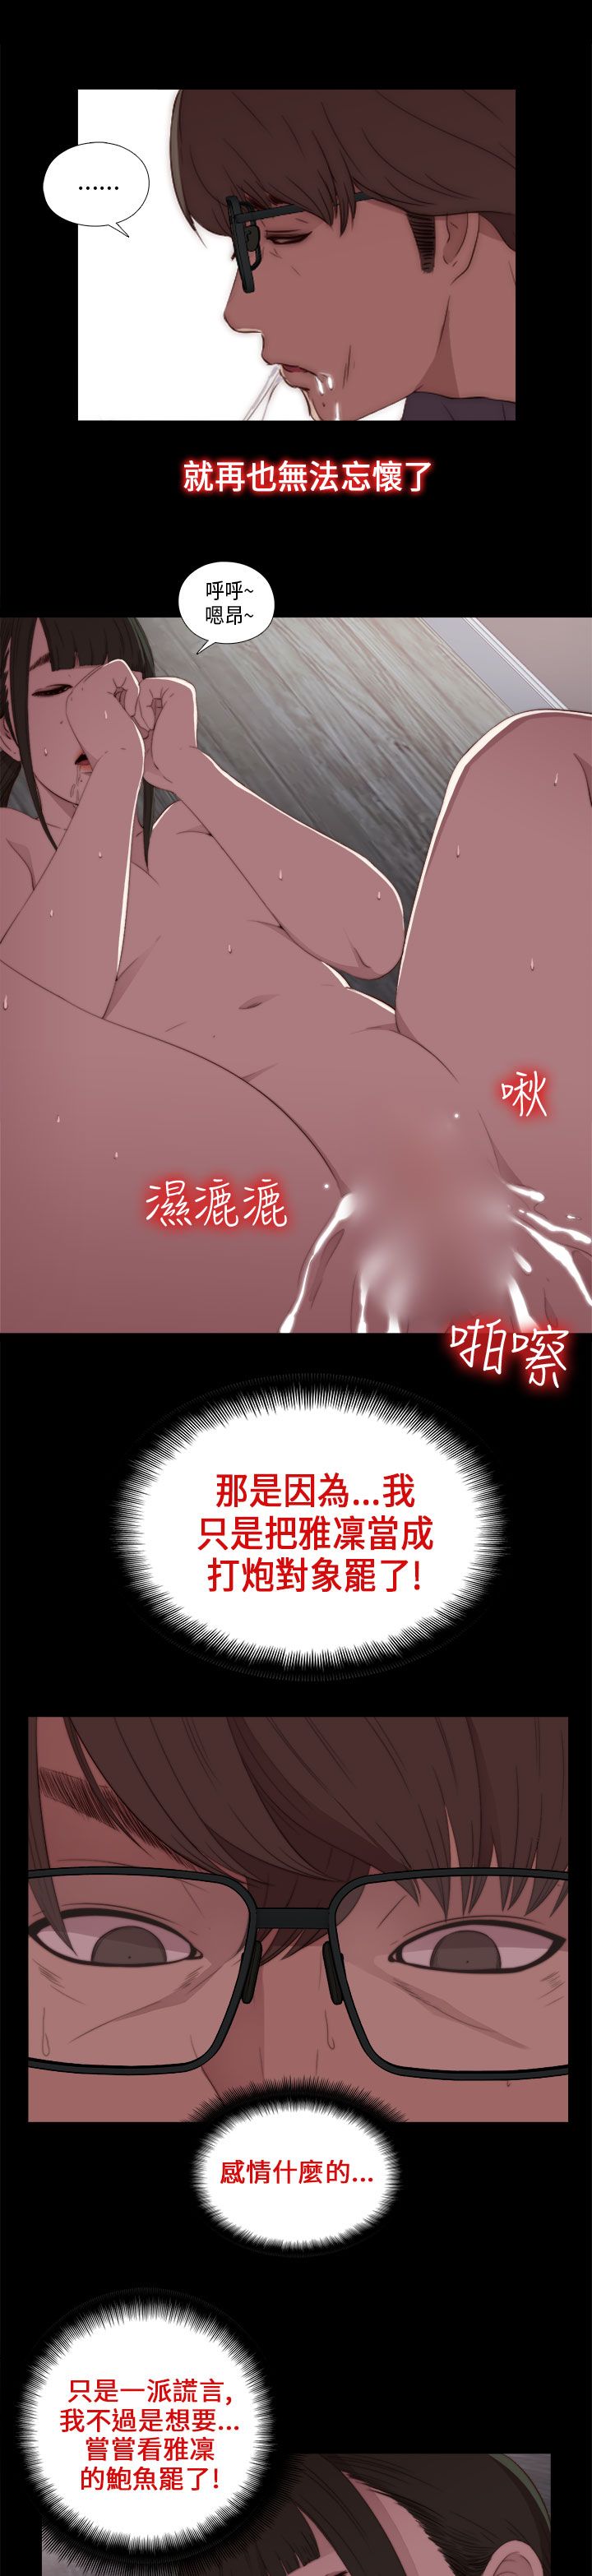 ……
就再也無法忘懷了
呼呼~
嗯昂~
啾
濕漉漉
啪嚓
那是因為...我
只是把雅凜當成
打炮對象罷了!
感情什麼的...
只是一派謊言,
我不過是想要...
嘗嘗看雅凜
的鮑魚罷了!